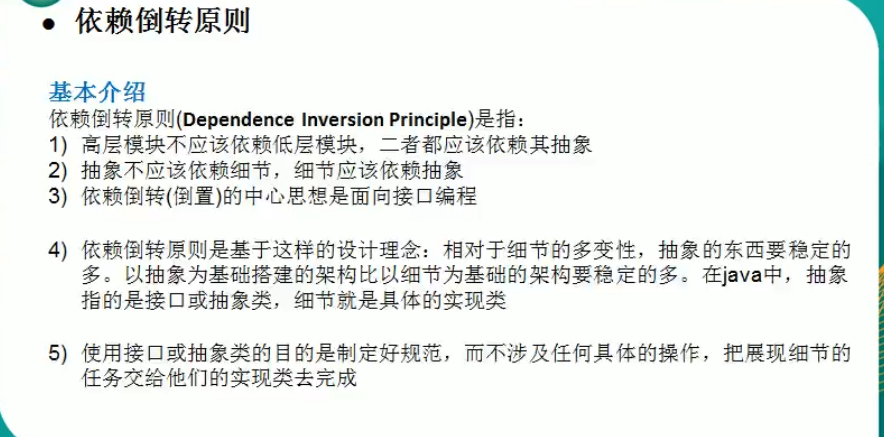 ● 依赖倒转原则
基本介绍
依赖倒转原则(Dependence Inversion Principle)是指：
1) 高层模块不应该依赖低层模块，二者都应该依赖其抽象
2) 抽象不应该依赖细节，细节应该依赖抽象
3) 依赖倒转(倒置)的中心思想是面向接口编程
4) 依赖倒转原则是基于这样的设计理念：相对于细节的多变性，抽象的东西要稳定的
多。以抽象为基础搭建的架构比以细节为基础的架构要稳定的多。在java中，抽象
指的是接口或抽象类，细节就是具体的实现类
5) 使用接口或抽象类的目的是制定好规范，而不涉及任何具体的操作，把展现细节的
任务交给他们的实现类去完成